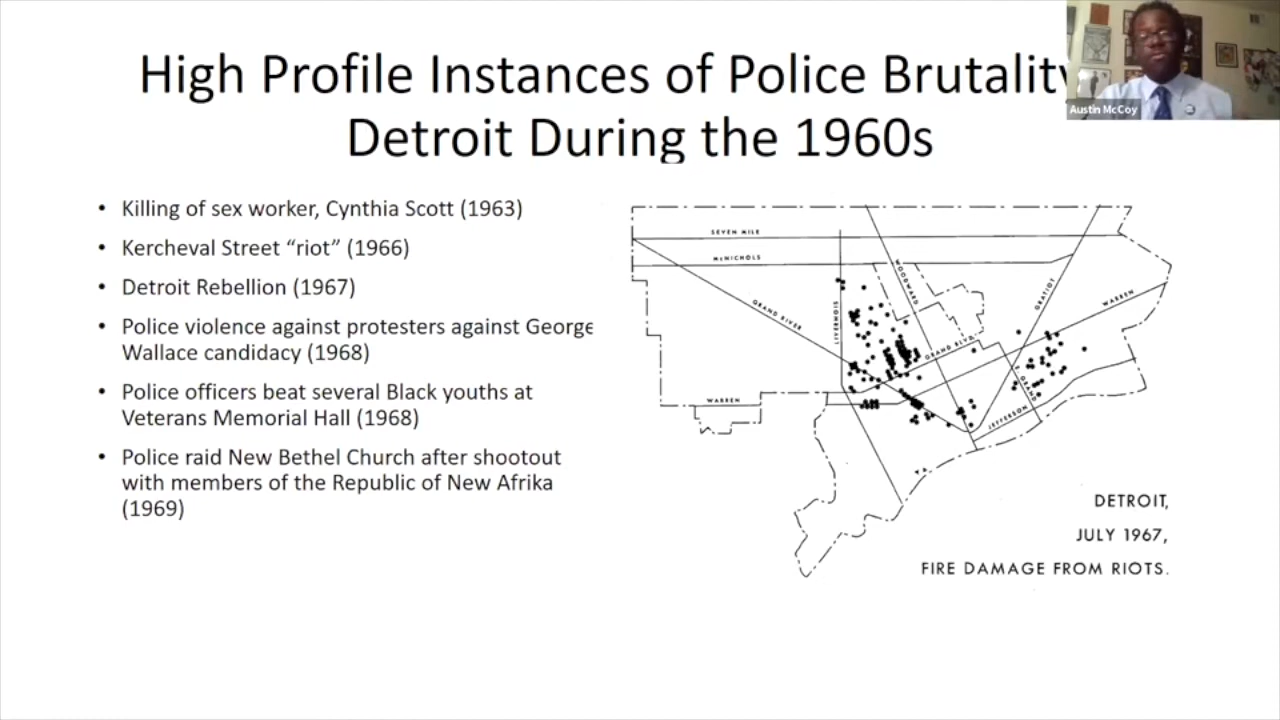 High Profile Instances of Police Brutality
Detroit During the 1960s
Austin McCoy
• Killing of sex worker, Cynthia Scott (1963)
• Kercheval Street “riot” (1966)
• Detroit Rebellion (1967)
• Police violence against protesters against George
Wallace candidacy (1968)
• Police officers beat several Black youths at
Veterans Memorial Hall (1968)
• Police raid New Bethel Church after shootout
with members of the Republic of New Afrika
(1969)
SEVEN MILE
McNICHOLS
WOODWARD
GRAND RIVER
LIVERNOIS
GRATIOT
WARREN
GRAND BLVD.
E. GRAND
WARREN
JEFFERSON
DETROIT,
JULY 1967,
FIRE DAMAGE FROM RIOTS.